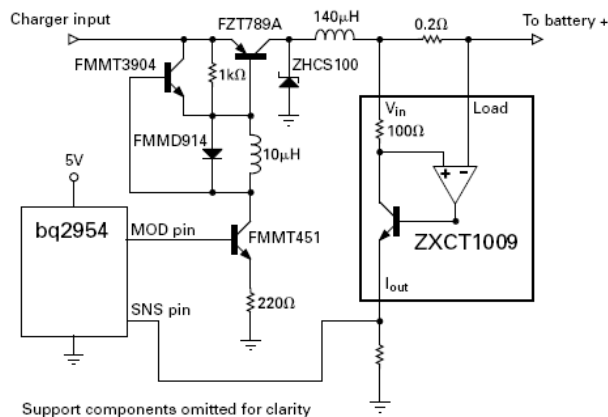 Charger input
FZT789A
140µH
0.2Ω
To battery +
FMMT3904
1kΩ
ZHCS100
Vin
Load
100Ω
FMMD914
10µH
5V
+ −
bq2954
MOD pin
FMMT451
ZXCT1009
Iout
SNS pin
220Ω
Support components omitted for clarity